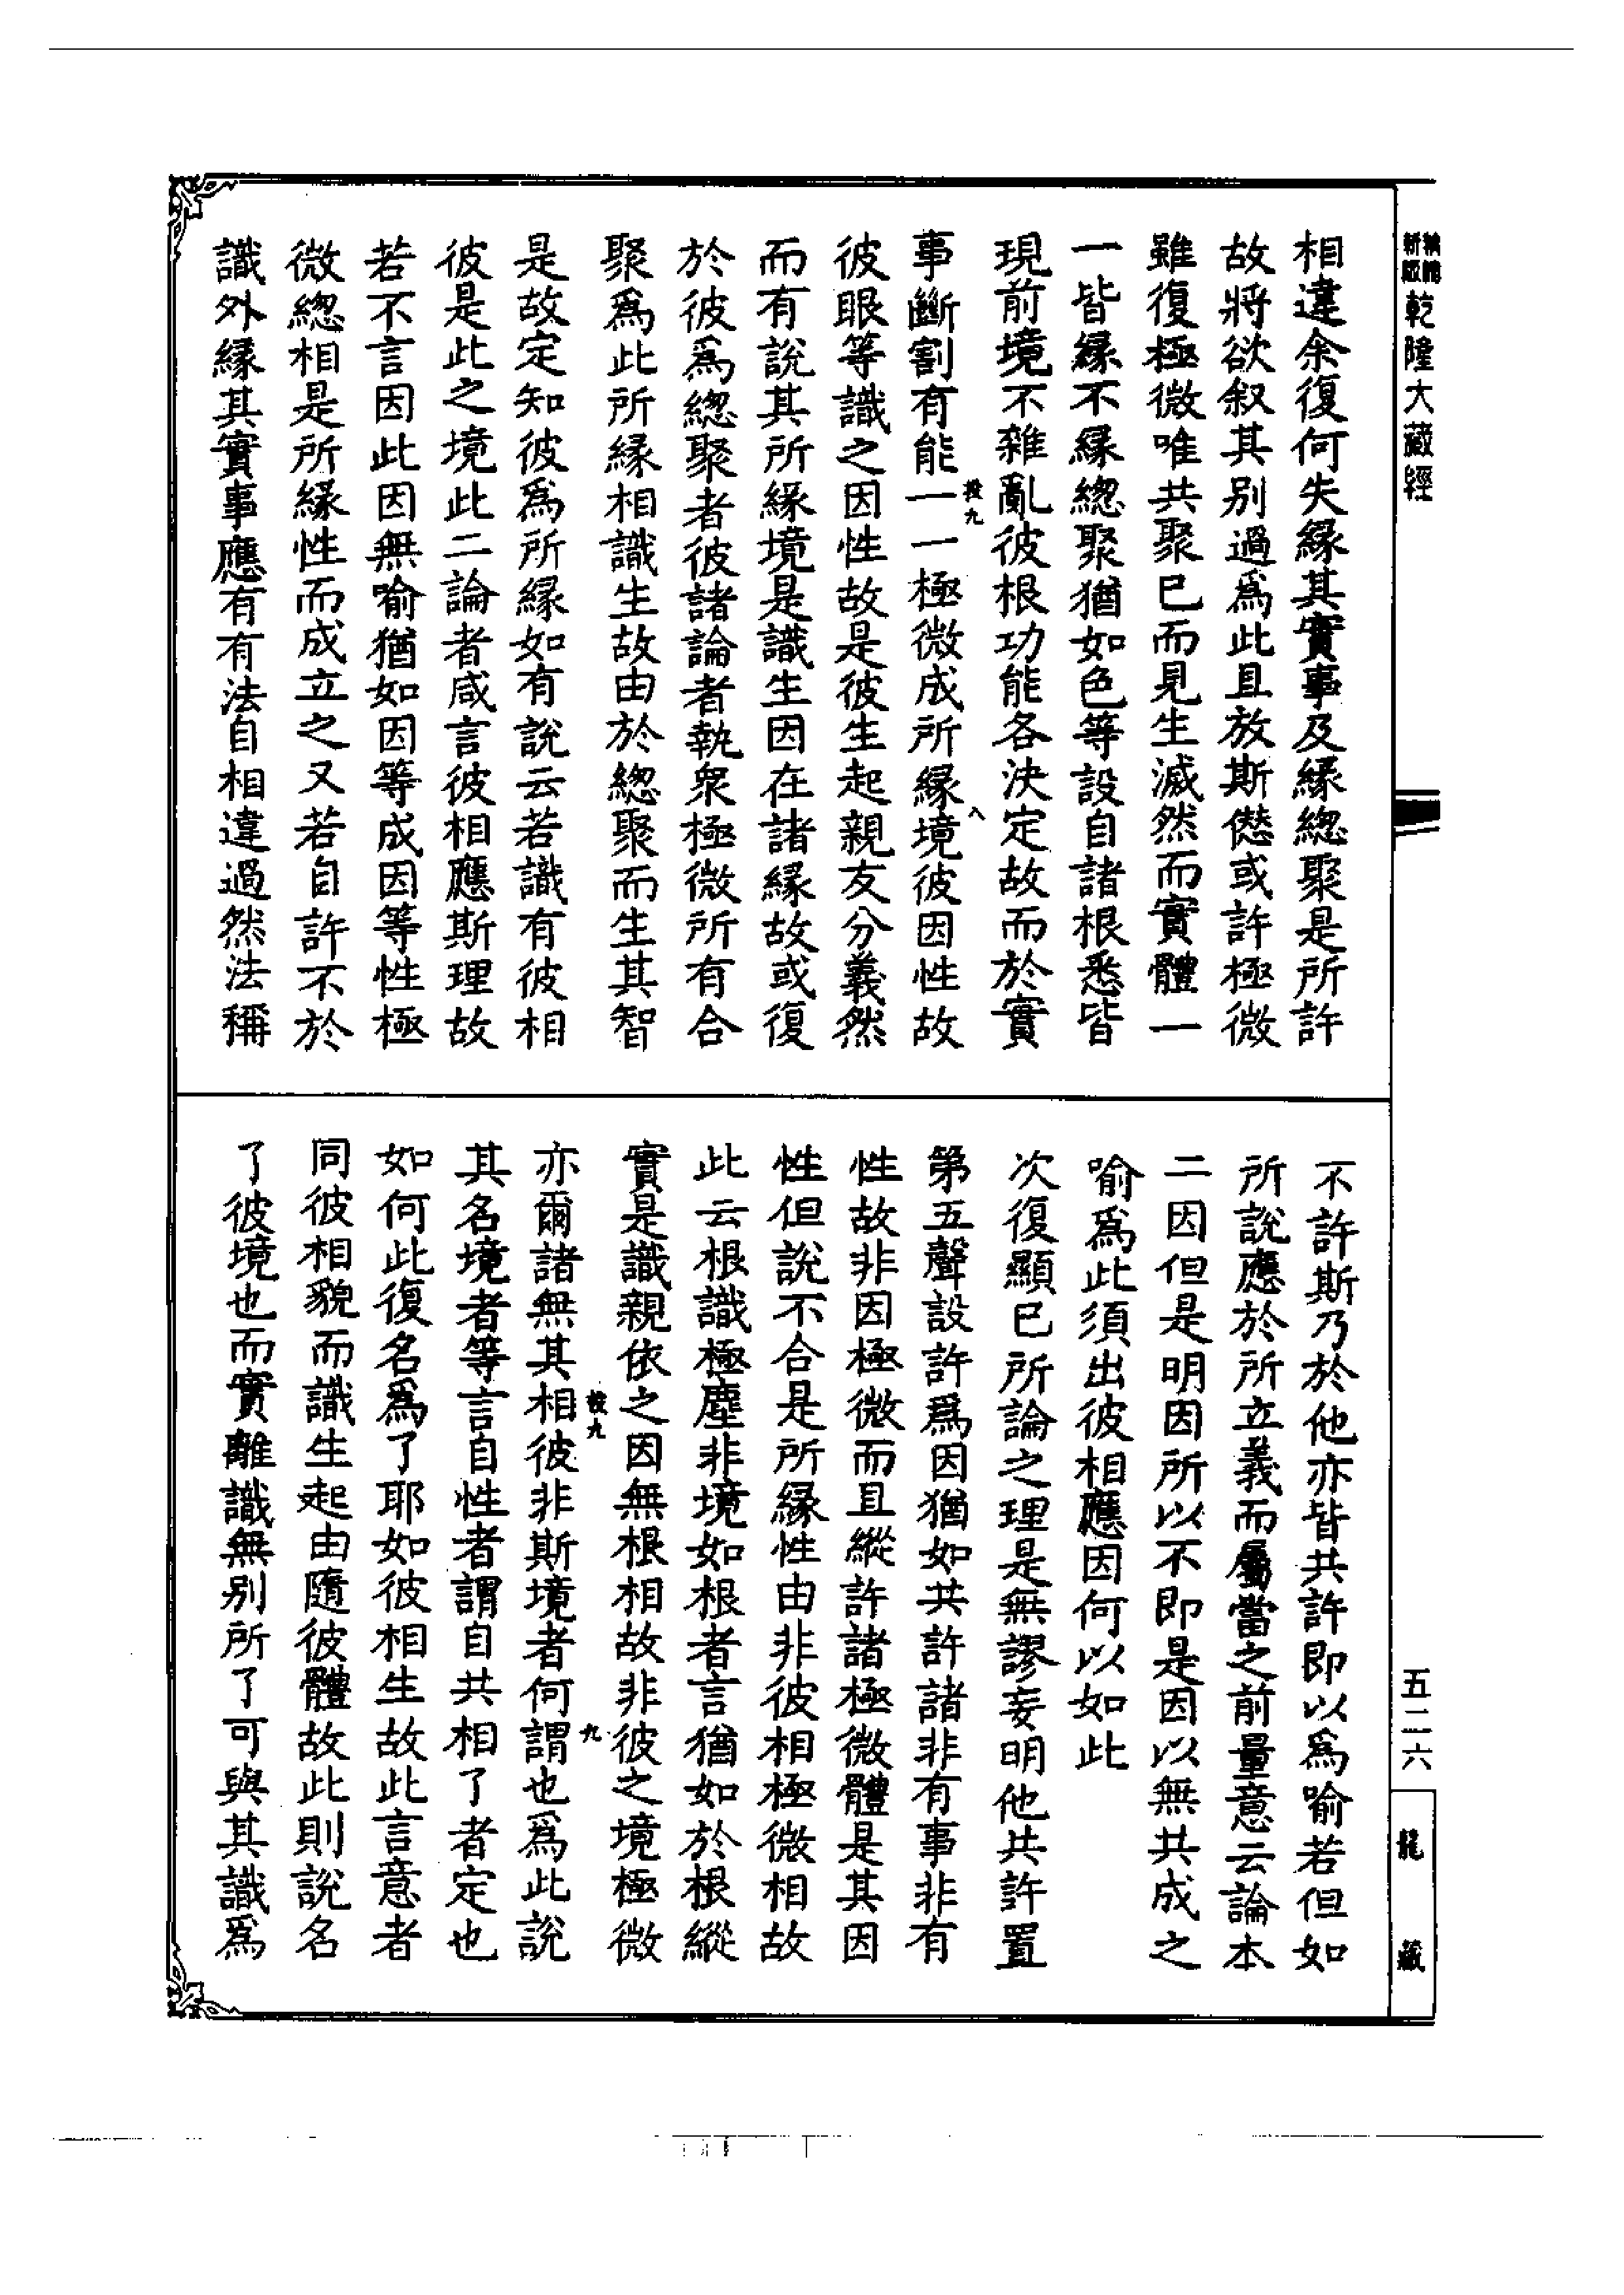 新編
縮版
乾隆大藏經
相違余復何失緣其實事及緣緫聚是所許
故將欲叙其别過爲此且放斯愆或許極微
雖復極微唯共聚已而見生滅然而實體一
一皆緣不緣緫聚猶如色等設自諸根悉皆
現前境不雜亂彼根功能各決定故而於實
事斷割有能一一極微成所緣境彼因性故
彼眼等識之因性故是彼生起親友分義然
而有說其所緣境是識生因在諸緣故或復
於彼爲緫聚者彼諸論者執衆極微所有合
聚爲此所緣相識生故由於緫聚而生其智
是故定知彼爲所緣如有說云若識有彼相
彼是此之境此二論者咸言彼相應斯理故
若不言因此因無喻猶如因等成因等性極
微緫相是所緣性而成立之又若自許不於
識外緣其實事應有有法自相違過然法稱
不許斯乃於他亦皆共許即以爲喻若但如
所說應於所立義而屬當之前量意云論本
二因但是明因所以不即是因以無共成之
喻爲此須出彼相應因何以如此
次復顯已所論之理是無謬妄明他共許置
第五聲設許爲因猶如共許諸非有事非有
性故非因極微而且縱許諸極微體是其因
性但說不合是所緣性由非彼相極微相故
此云根識極塵非境如根者言猶如於根縱
實是識親依之因無根相故非彼之境極微
亦爾諸無其相彼非斯境者何謂也爲此說
其名境者等言自性者謂自共相了者定也
如何此復名爲了耶如彼相生故此言意者
同彼相貌而識生起由隨彼體故此則說名
了彼境也而實離識無别所了可與其識爲
五二六
龍藏